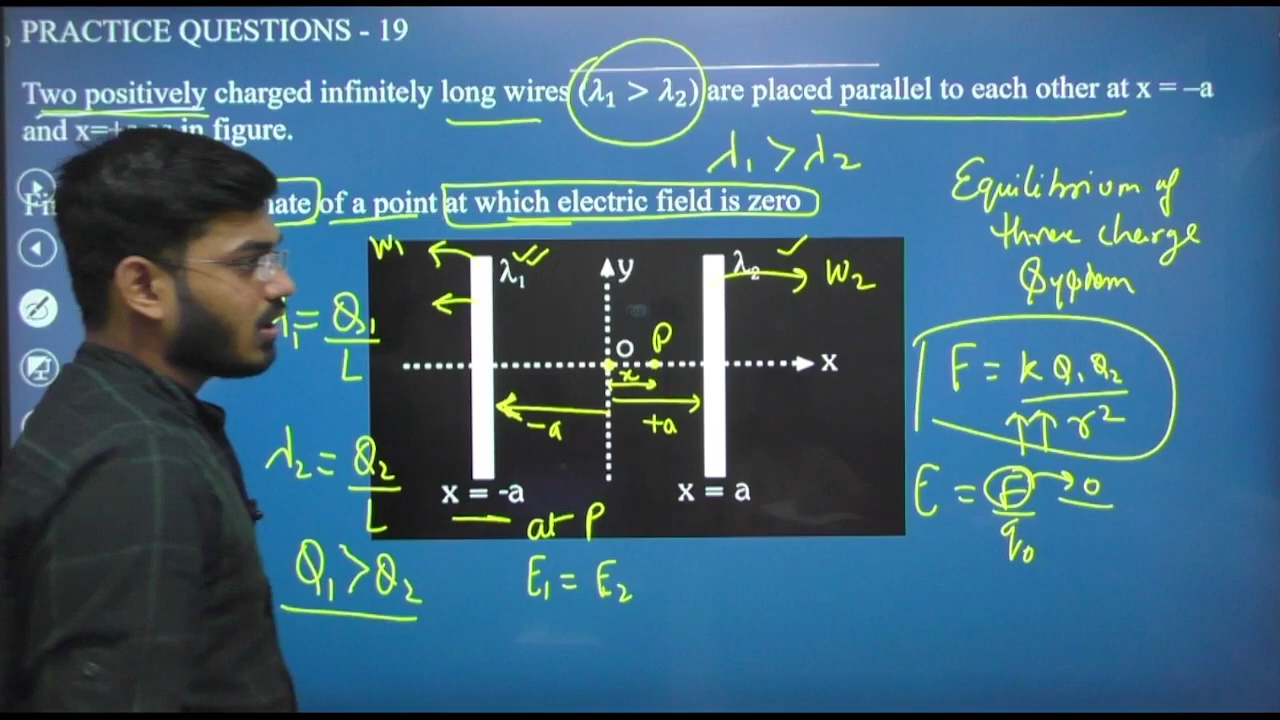 PRACTICE QUESTIONS - 19
Two positively charged infinitely long wires (λ₁ > λ₂) are placed parallel to each other at x = –a
and x= in figure.
λ₁ > λ₂
of a point at which electric field is zero
Equilibrium of
three charge
System
W₁
λ₁
y
λ₂
W₂
λ₁ = Q₁/L
O
P
x
x
-a
+a
F = k Q₁ Q₂ / r²
λ₂ = Q₂/L
x = -a
x = a
E = F/q₀ → 0
at P
Q₁ > Q₂
E₁ = E₂